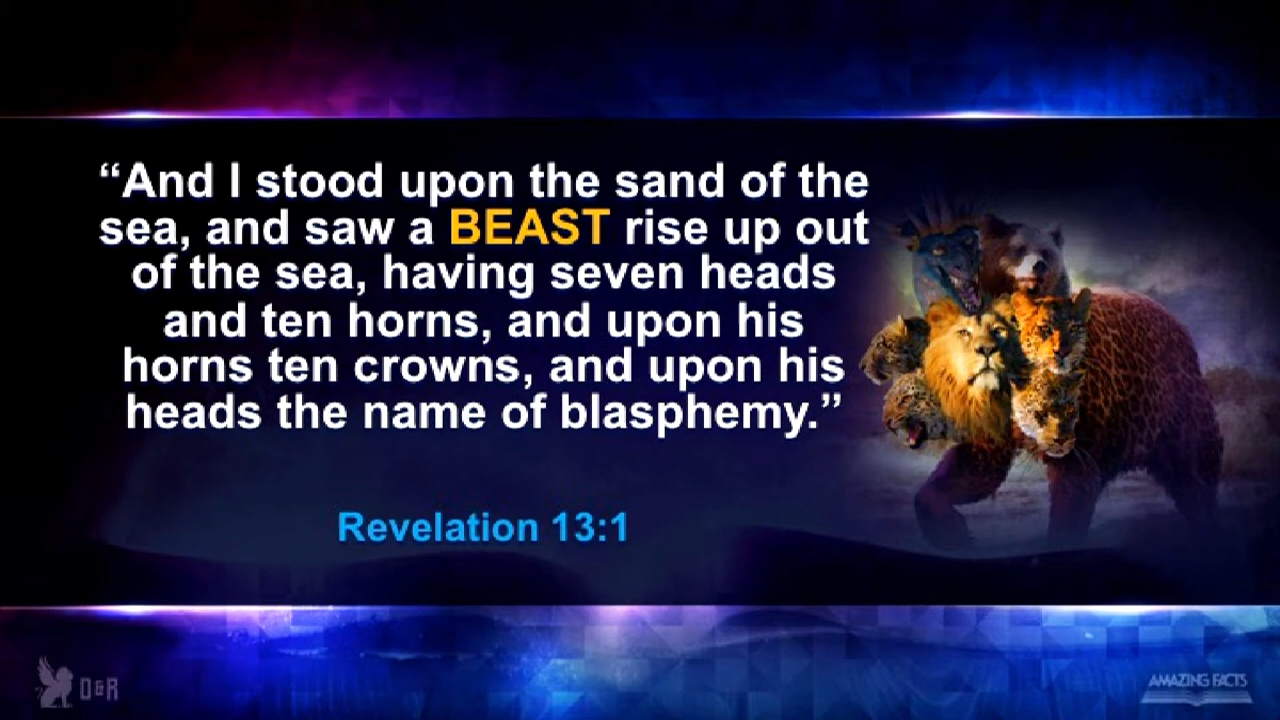 “And I stood upon the sand of the
sea, and saw a BEAST rise up out
of the sea, having seven heads
and ten horns, and upon his
horns ten crowns, and upon his
heads the name of blasphemy.”
Revelation 13:1
D&R
AMAZING FACTS